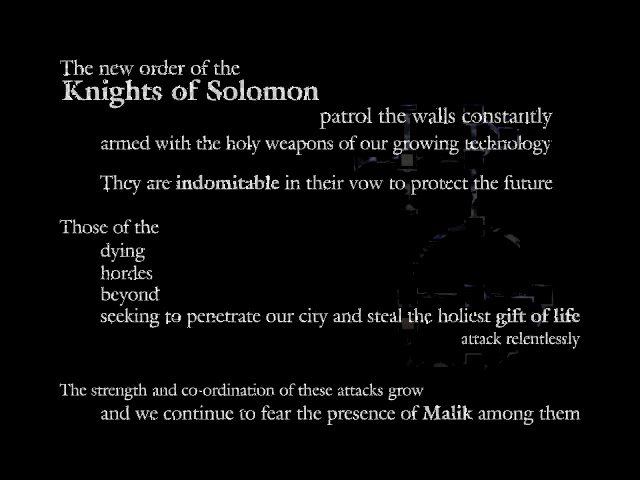 The new order of the
Knights of Solomon
patrol the walls constantly
armed with the holy weapons of our growing technology
They are indomitable in their vow to protect the future
Those of the
dying
hordes
beyond
seeking to penetrate our city and steal the holiest gift of life
attack relentlessly
The strength and co-ordination of these attacks grow
and we continue to fear the presence of Malik among them